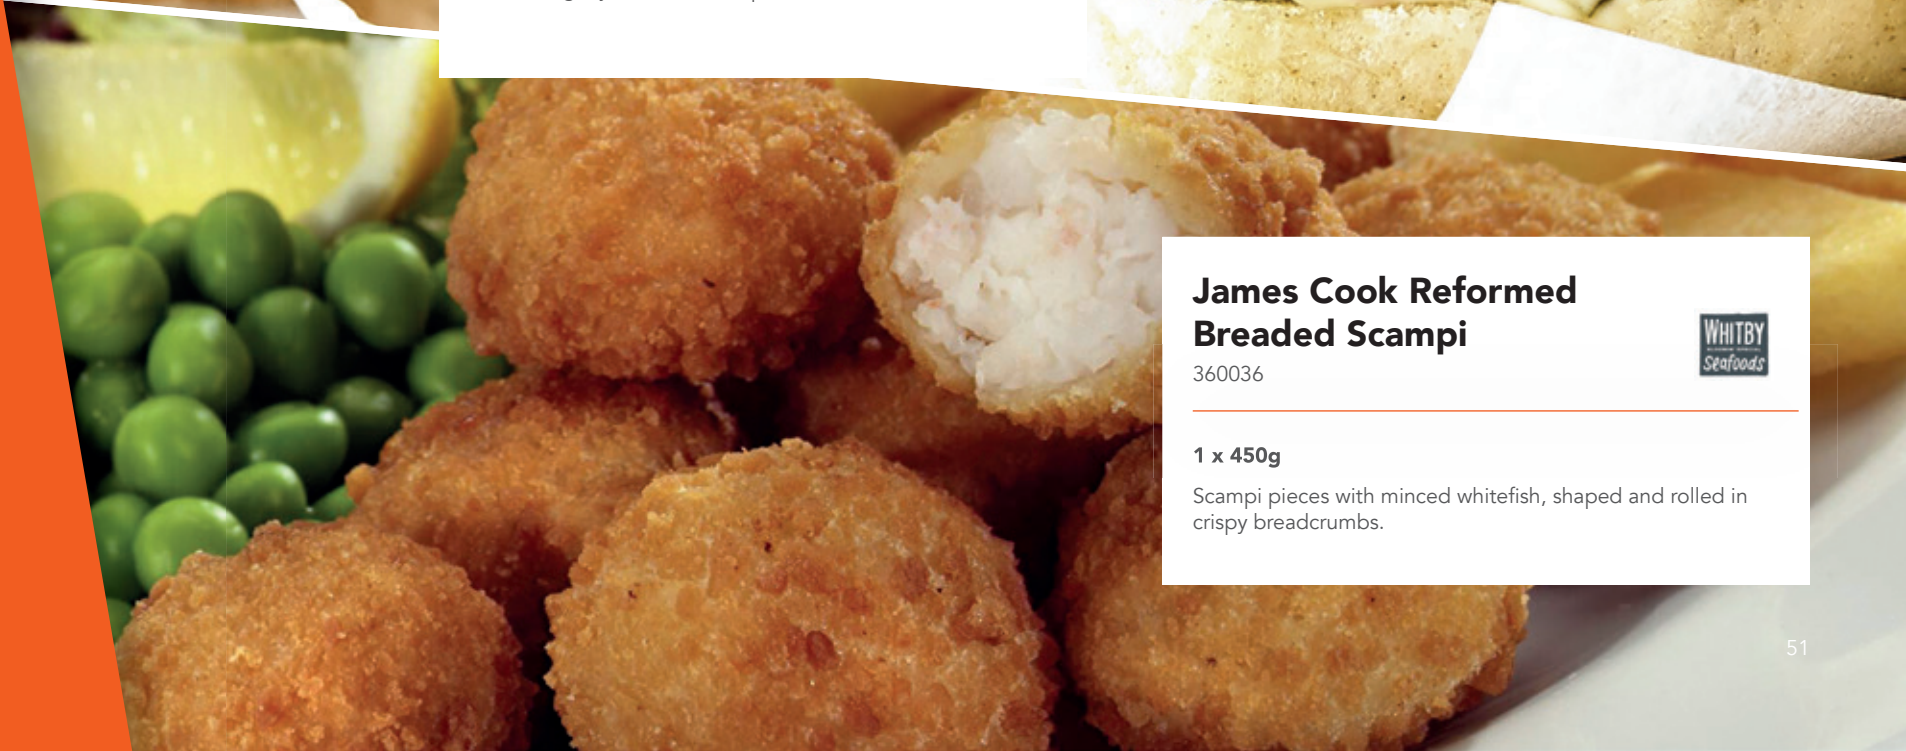 James Cook Reformed
Breaded Scampi
WHITBY
Seafoods
360036
1 x 450g
Scampi pieces with minced whitefish, shaped and rolled in
crispy breadcrumbs.
51